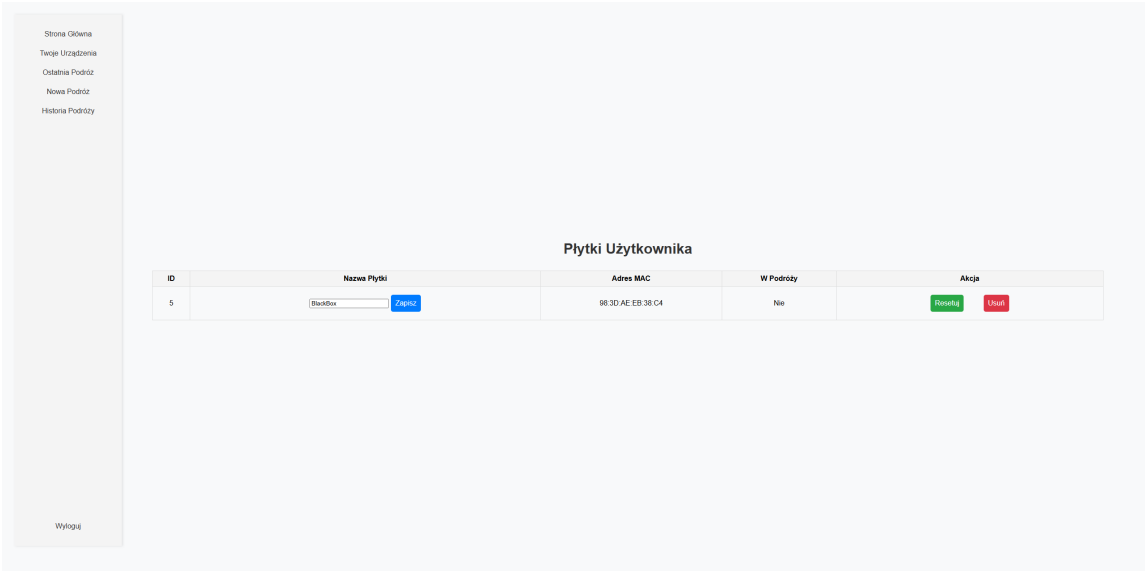 Strona Główna
Twoje Urządzenia
Ostatnia Podróż
Nowa Podróż
Historia Podróży
Płytki Użytkownika
ID Nazwa Płytki Adres MAC W Podróży Akcja
5 BlackBox Zapisz 98:3D:AE:EB:38:C4 Nie Resetuj Usuń
Wyloguj